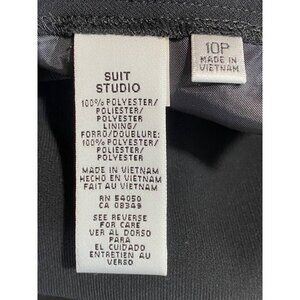 SUIT
STUDIO
100% POLYESTER/
POLIESTER/
POLYESTER
LINING/
FORRO/DOUBLURE:
100% POLYESTER/
POLIESTER/
POLYESTER
MADE IN VIETNAM
HECHO EN VIETNAM
FAIT AU VIETNAM
RN 54050
CA 08349
SEE REVERSE
FOR CARE
VER AL DORSO
PARA
EL CUIDADO
ENTRETIEN AU
VERSO
10P
MADE IN
VIETNAM